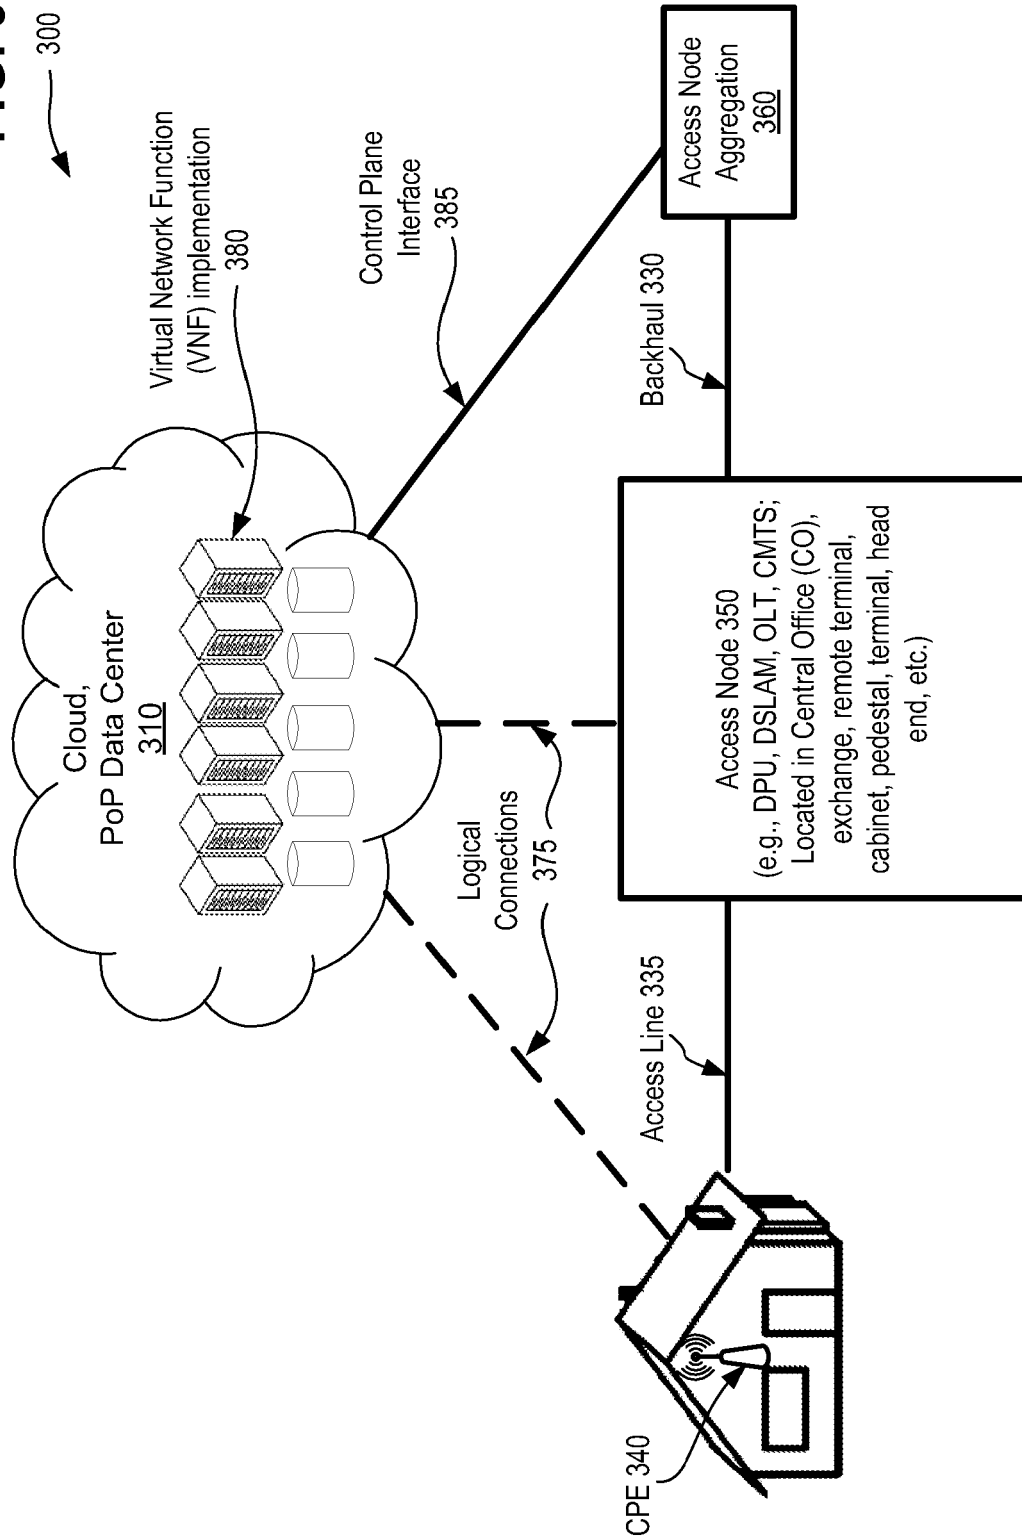 300
Cloud,
PoP Data Center
310
Virtual Network Function
(VNF) implementation
380
Control Plane
Interface
385
Logical
Connections
375
CPE 340
Access Line 335
Access Node 350
(e.g., DPU, DSLAM, OLT, CMTS;
Located in Central Office (CO),
exchange, remote terminal,
cabinet, pedestal, terminal, head
end, etc.)
Backhaul 330
Access Node
Aggregation
360